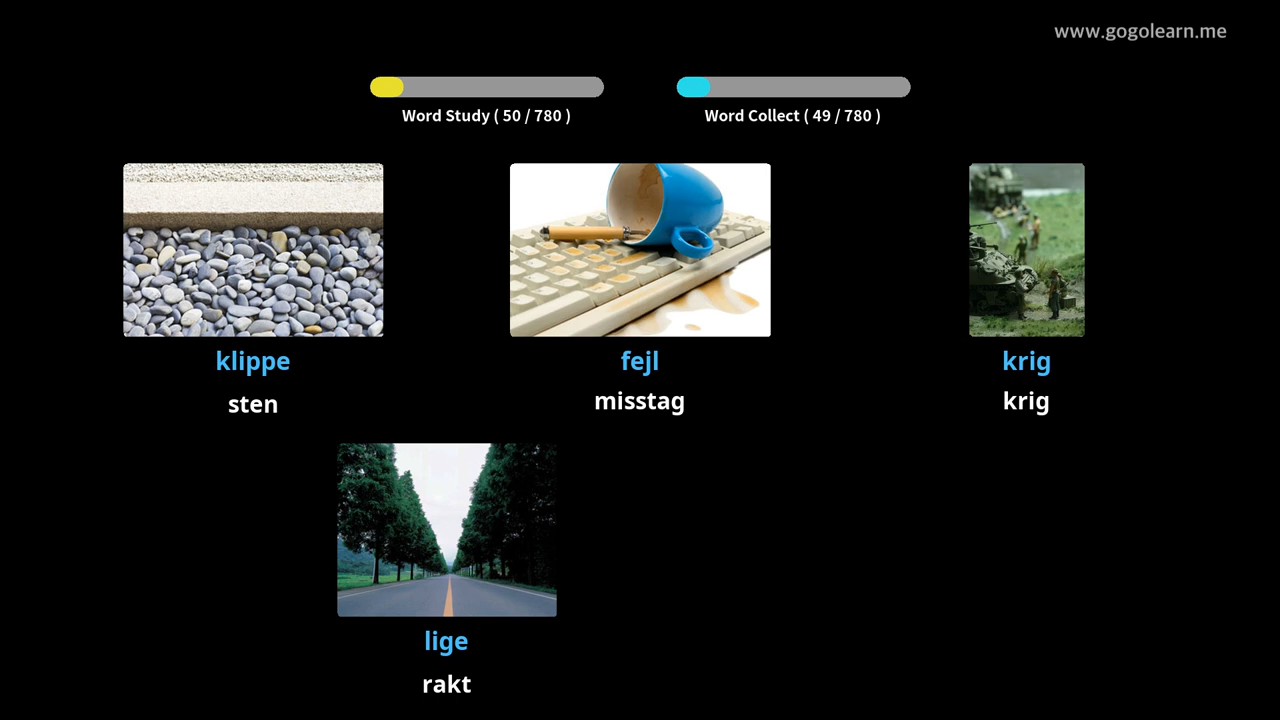 www.gogolearn.me
Word Study ( 50 / 780 )
Word Collect ( 49 / 780 )
klippe
sten
fejl
misstag
krig
krig
lige
rakt